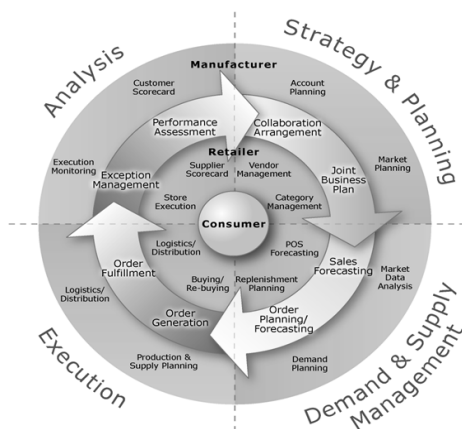 Analysis
Strategy & Planning
Manufacturer
Customer
Scorecard
Account
Planning
Performance
Assessment
Collaboration
Arrangement
Retailer
Execution
Monitoring
Exception
Management
Supplier
Scorecard
Vendor
Management
Joint
Business
Plan
Market
Planning
Store
Execution
Category
Management
Consumer
Logistics/
Distribution
POS
Forecasting
Order
Fulfillment
Sales
Forecasting
Market
Data
Analysis
Buying/
Re-buying
Replenishment
Planning
Logistics/
Distribution
Order
Generation
Order
Planning/
Forecasting
Production &
Supply Planning
Demand
Planning
Execution
Demand & Supply
Management